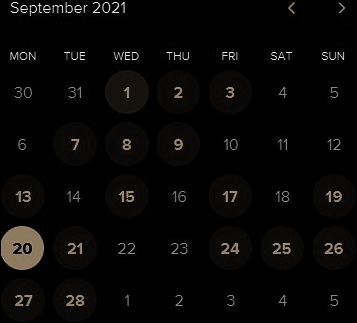 September 2021
MON TUE WED THU FRI SAT SUN
30 31 1 2 3 4 5
6 7 8 9 10 11 12
13 14 15 16 17 18 19
20 21 22 23 24 25 26
27 28 1 2 3 4 5